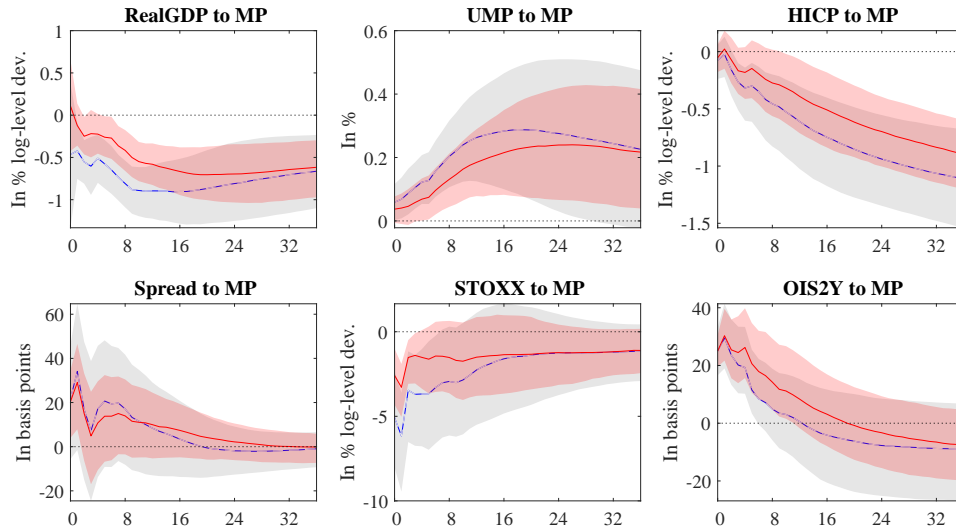 RealGDP to MP
UMP to MP
HICP to MP
In % log-level dev.
1
0.5
0
-0.5
-1
0 8 16 24 32
In %
0.6
0.4
0.2
0
0 8 16 24 32
In % log-level dev.
0
-0.5
-1
-1.5
0 8 16 24 32
Spread to MP
STOXX to MP
OIS2Y to MP
In basis points
60
40
20
0
-20
0 8 16 24 32
In % log-level dev.
0
-5
-10
0 8 16 24 32
In basis points
40
20
0
-20
0 8 16 24 32